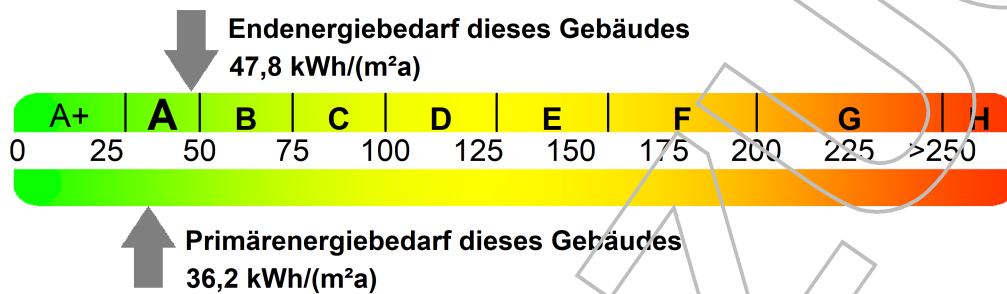 Endenergiebedarf dieses Gebäudes
47,8 kWh/(m²a)
A+ A B C D E F G H
0 25 50 75 100 125 150 175 200 225 >250
Primärenergiebedarf dieses Gebäudes
36,2 kWh/(m²a)